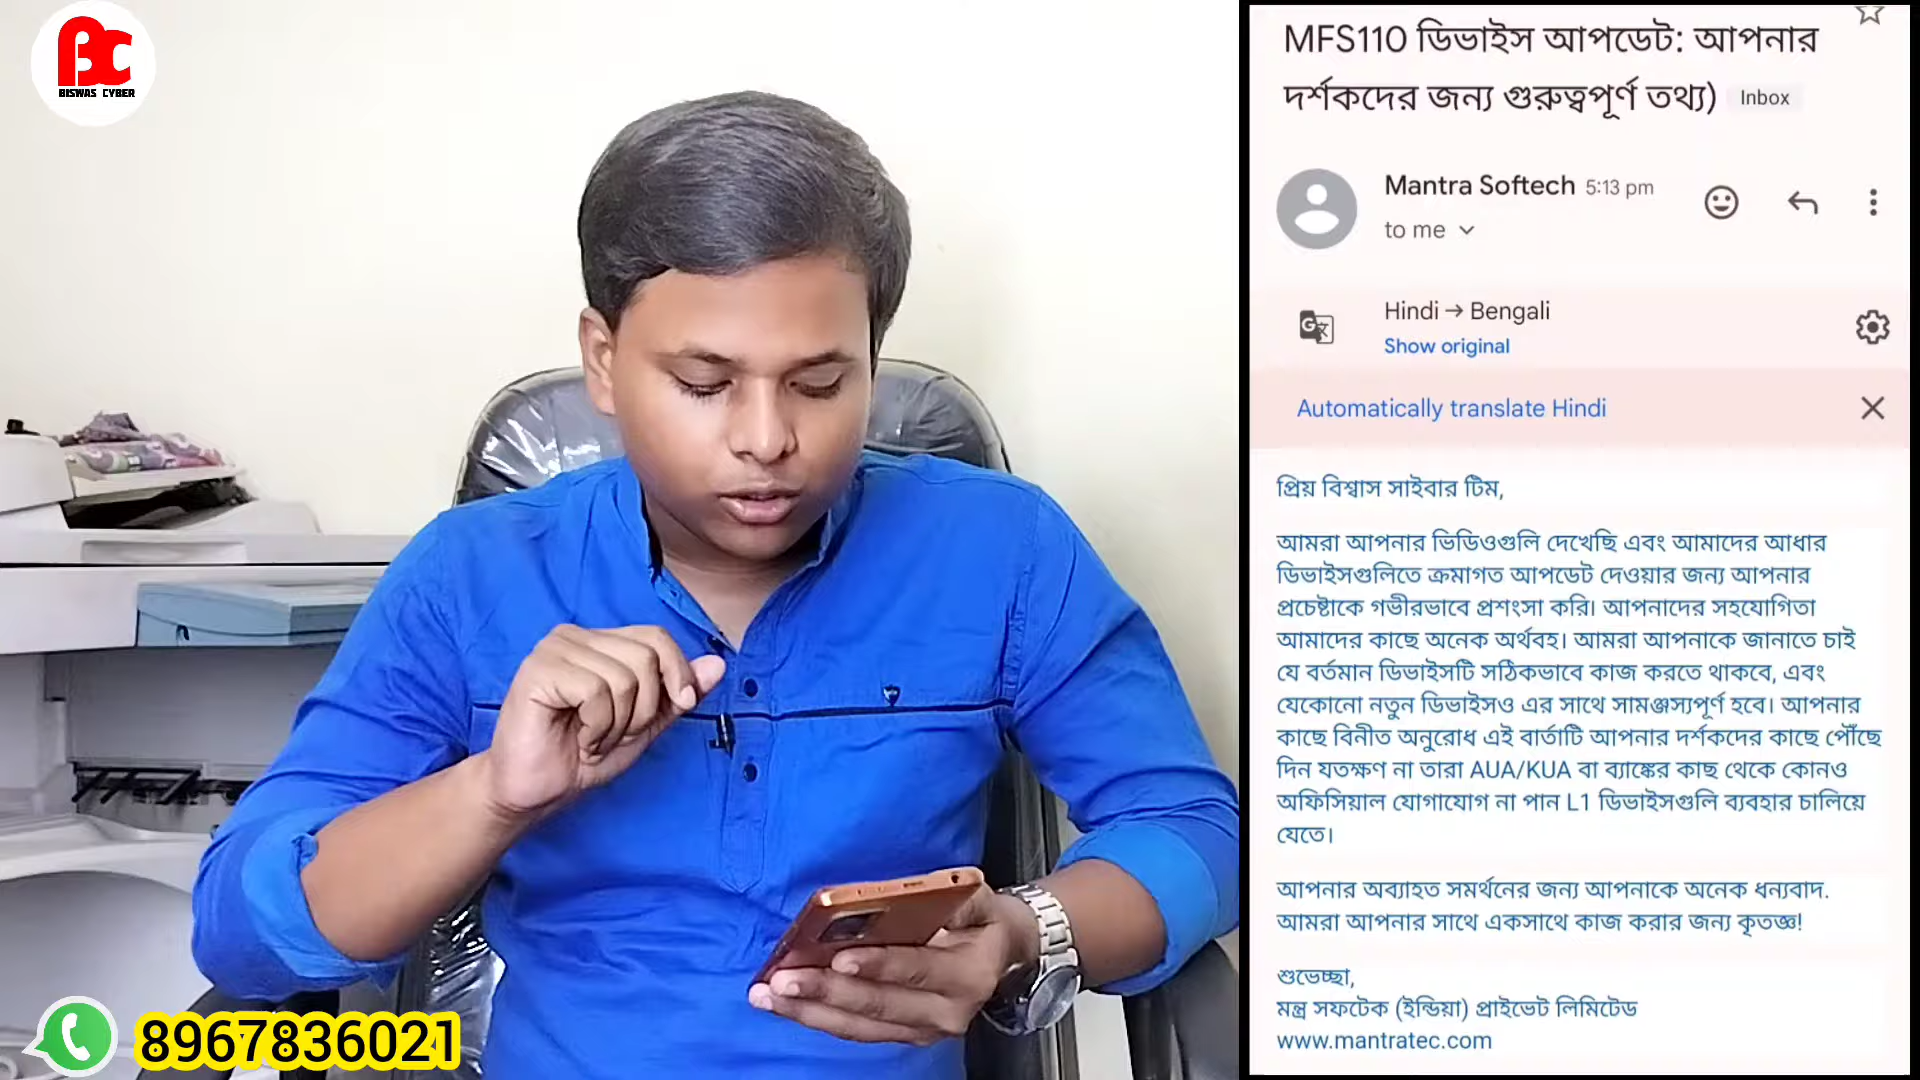 BC
BISWAS CYBER
8967836021
MFS110 ডিভাইস আপডেট: আপনার
দর্শকদের জন্য গুরুত্বপূর্ণ তথ্য) Inbox
Mantra Softech 5:13 pm
to me
Hindi → Bengali
Show original
Automatically translate Hindi
প্রিয় বিশ্বাস সাইবার টিম,
আমরা আপনার ভিডিওগুলি দেখেছি এবং আমাদের আধার
ডিভাইসগুলিতে ক্রমাগত আপডেট দেওয়ার জন্য আপনার
প্রচেষ্টাকে গভীরভাবে প্রশংসা করি। আপনাদের সহযোগিতা
আমাদের কাছে অনেক অর্থবহ। আমরা আপনাকে জানাতে চাই
যে বর্তমান ডিভাইসটি সঠিকভাবে কাজ করতে থাকবে, এবং
যেকোনো নতুন ডিভাইসও এর সাথে সামঞ্জস্যপূর্ণ হবে। আপনার
কাছে বিনীত অনুরোধ এই বার্তাটি আপনার দর্শকদের কাছে পৌঁছে
দিন যতক্ষণ না তারা AUA/KUA বা ব্যাঙ্কের কাছ থেকে কোনও
অফিসিয়াল যোগাযোগ না পান L1 ডিভাইসগুলি ব্যবহার চালিয়ে
যেতে।
আপনার অব্যাহত সমর্থনের জন্য আপনাকে অনেক ধন্যবাদ.
আমরা আপনার সাথে একসাথে কাজ করার জন্য কৃতজ্ঞ!
শুভেচ্ছা,
মন্ত্র সফটেক (ইন্ডিয়া) প্রাইভেট লিমিটেড
www.mantratec.com